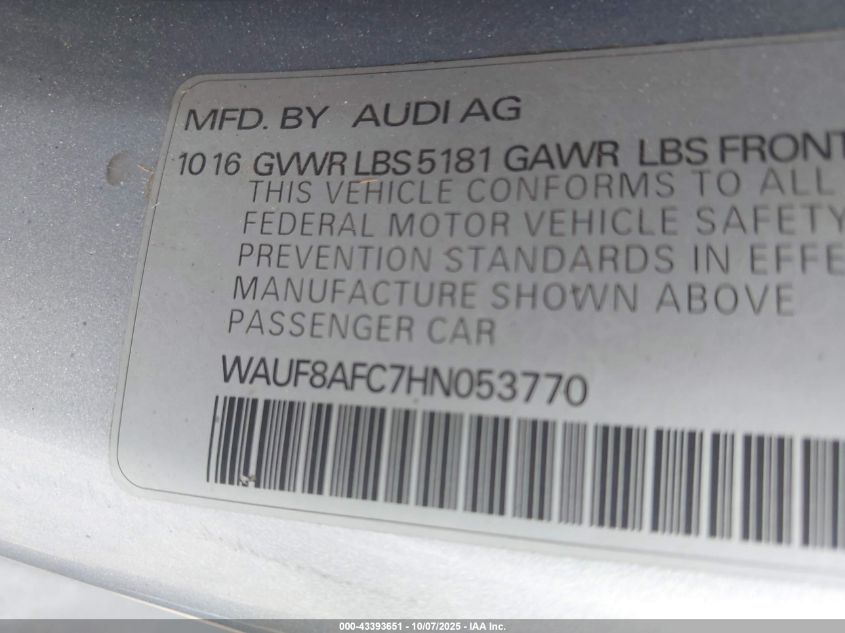 MFD. BY AUDI AG
10 16 GVWR LBS 5181 GAWR LBS FRONT
THIS VEHICLE CONFORMS TO ALL
FEDERAL MOTOR VEHICLE SAFETY
PREVENTION STANDARDS IN EFFE
MANUFACTURE SHOWN ABOVE
PASSENGER CAR
WAUF8AFC7HN053770
000-43393651 - 10/07/2025 - IAA Inc.